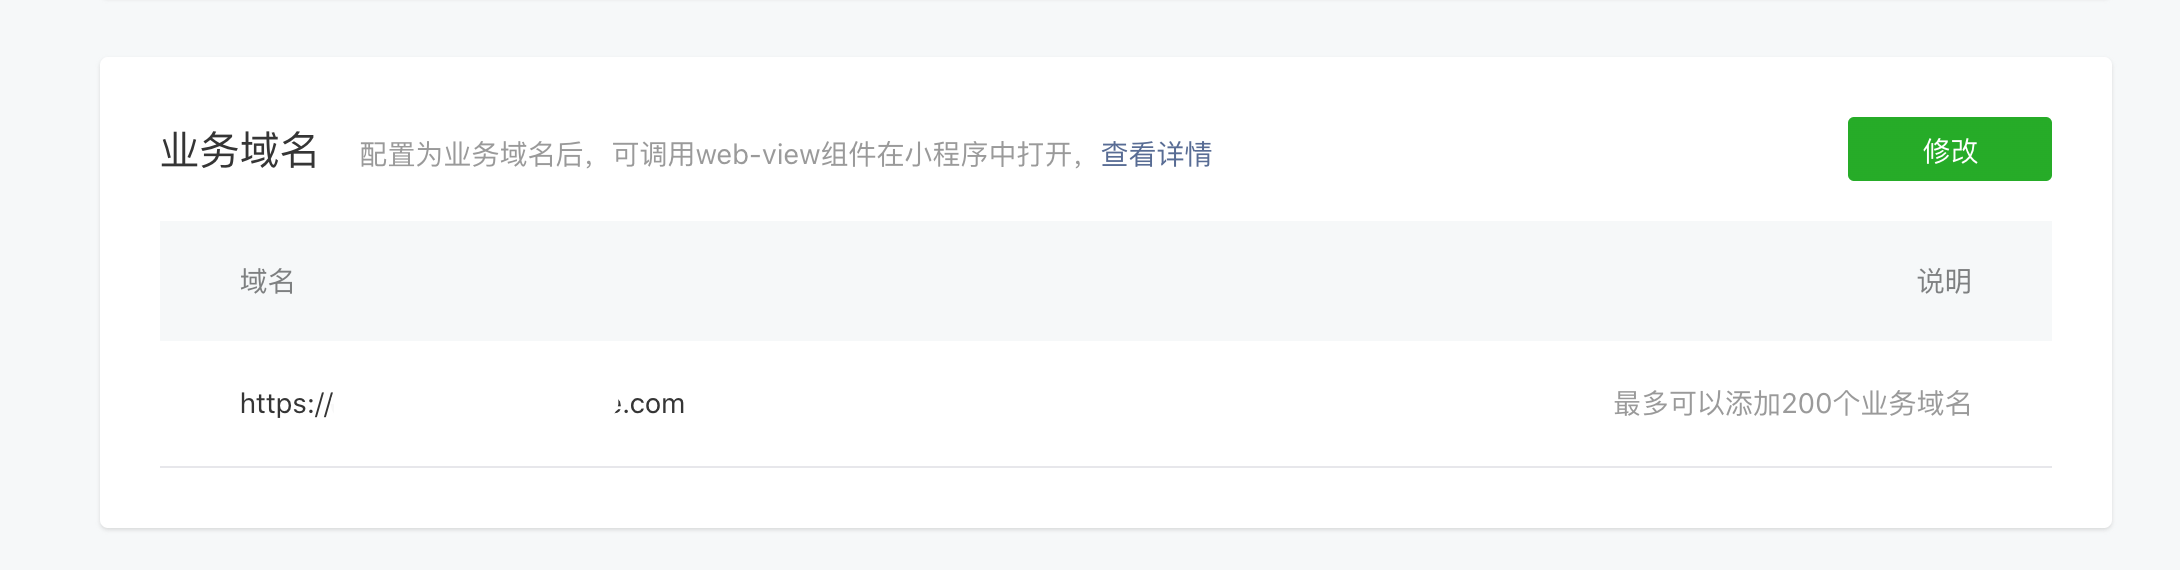 业务域名 配置为业务域名后，可调用web-view组件在小程序中打开，查看详情 修改
域名 说明
https:// .com 最多可以添加200个业务域名